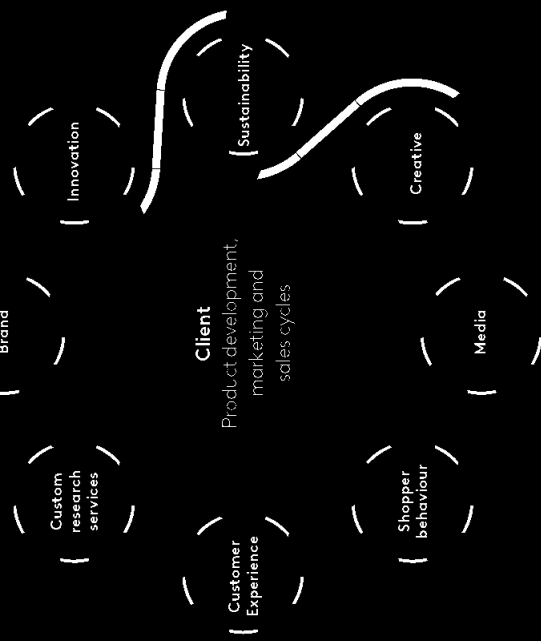 Brand
Custom
research
services
Innovation
Client
Product development,
marketing and
sales cycles
Customer
Experience
Sustainability
Shopper
behaviour
Creative
Media